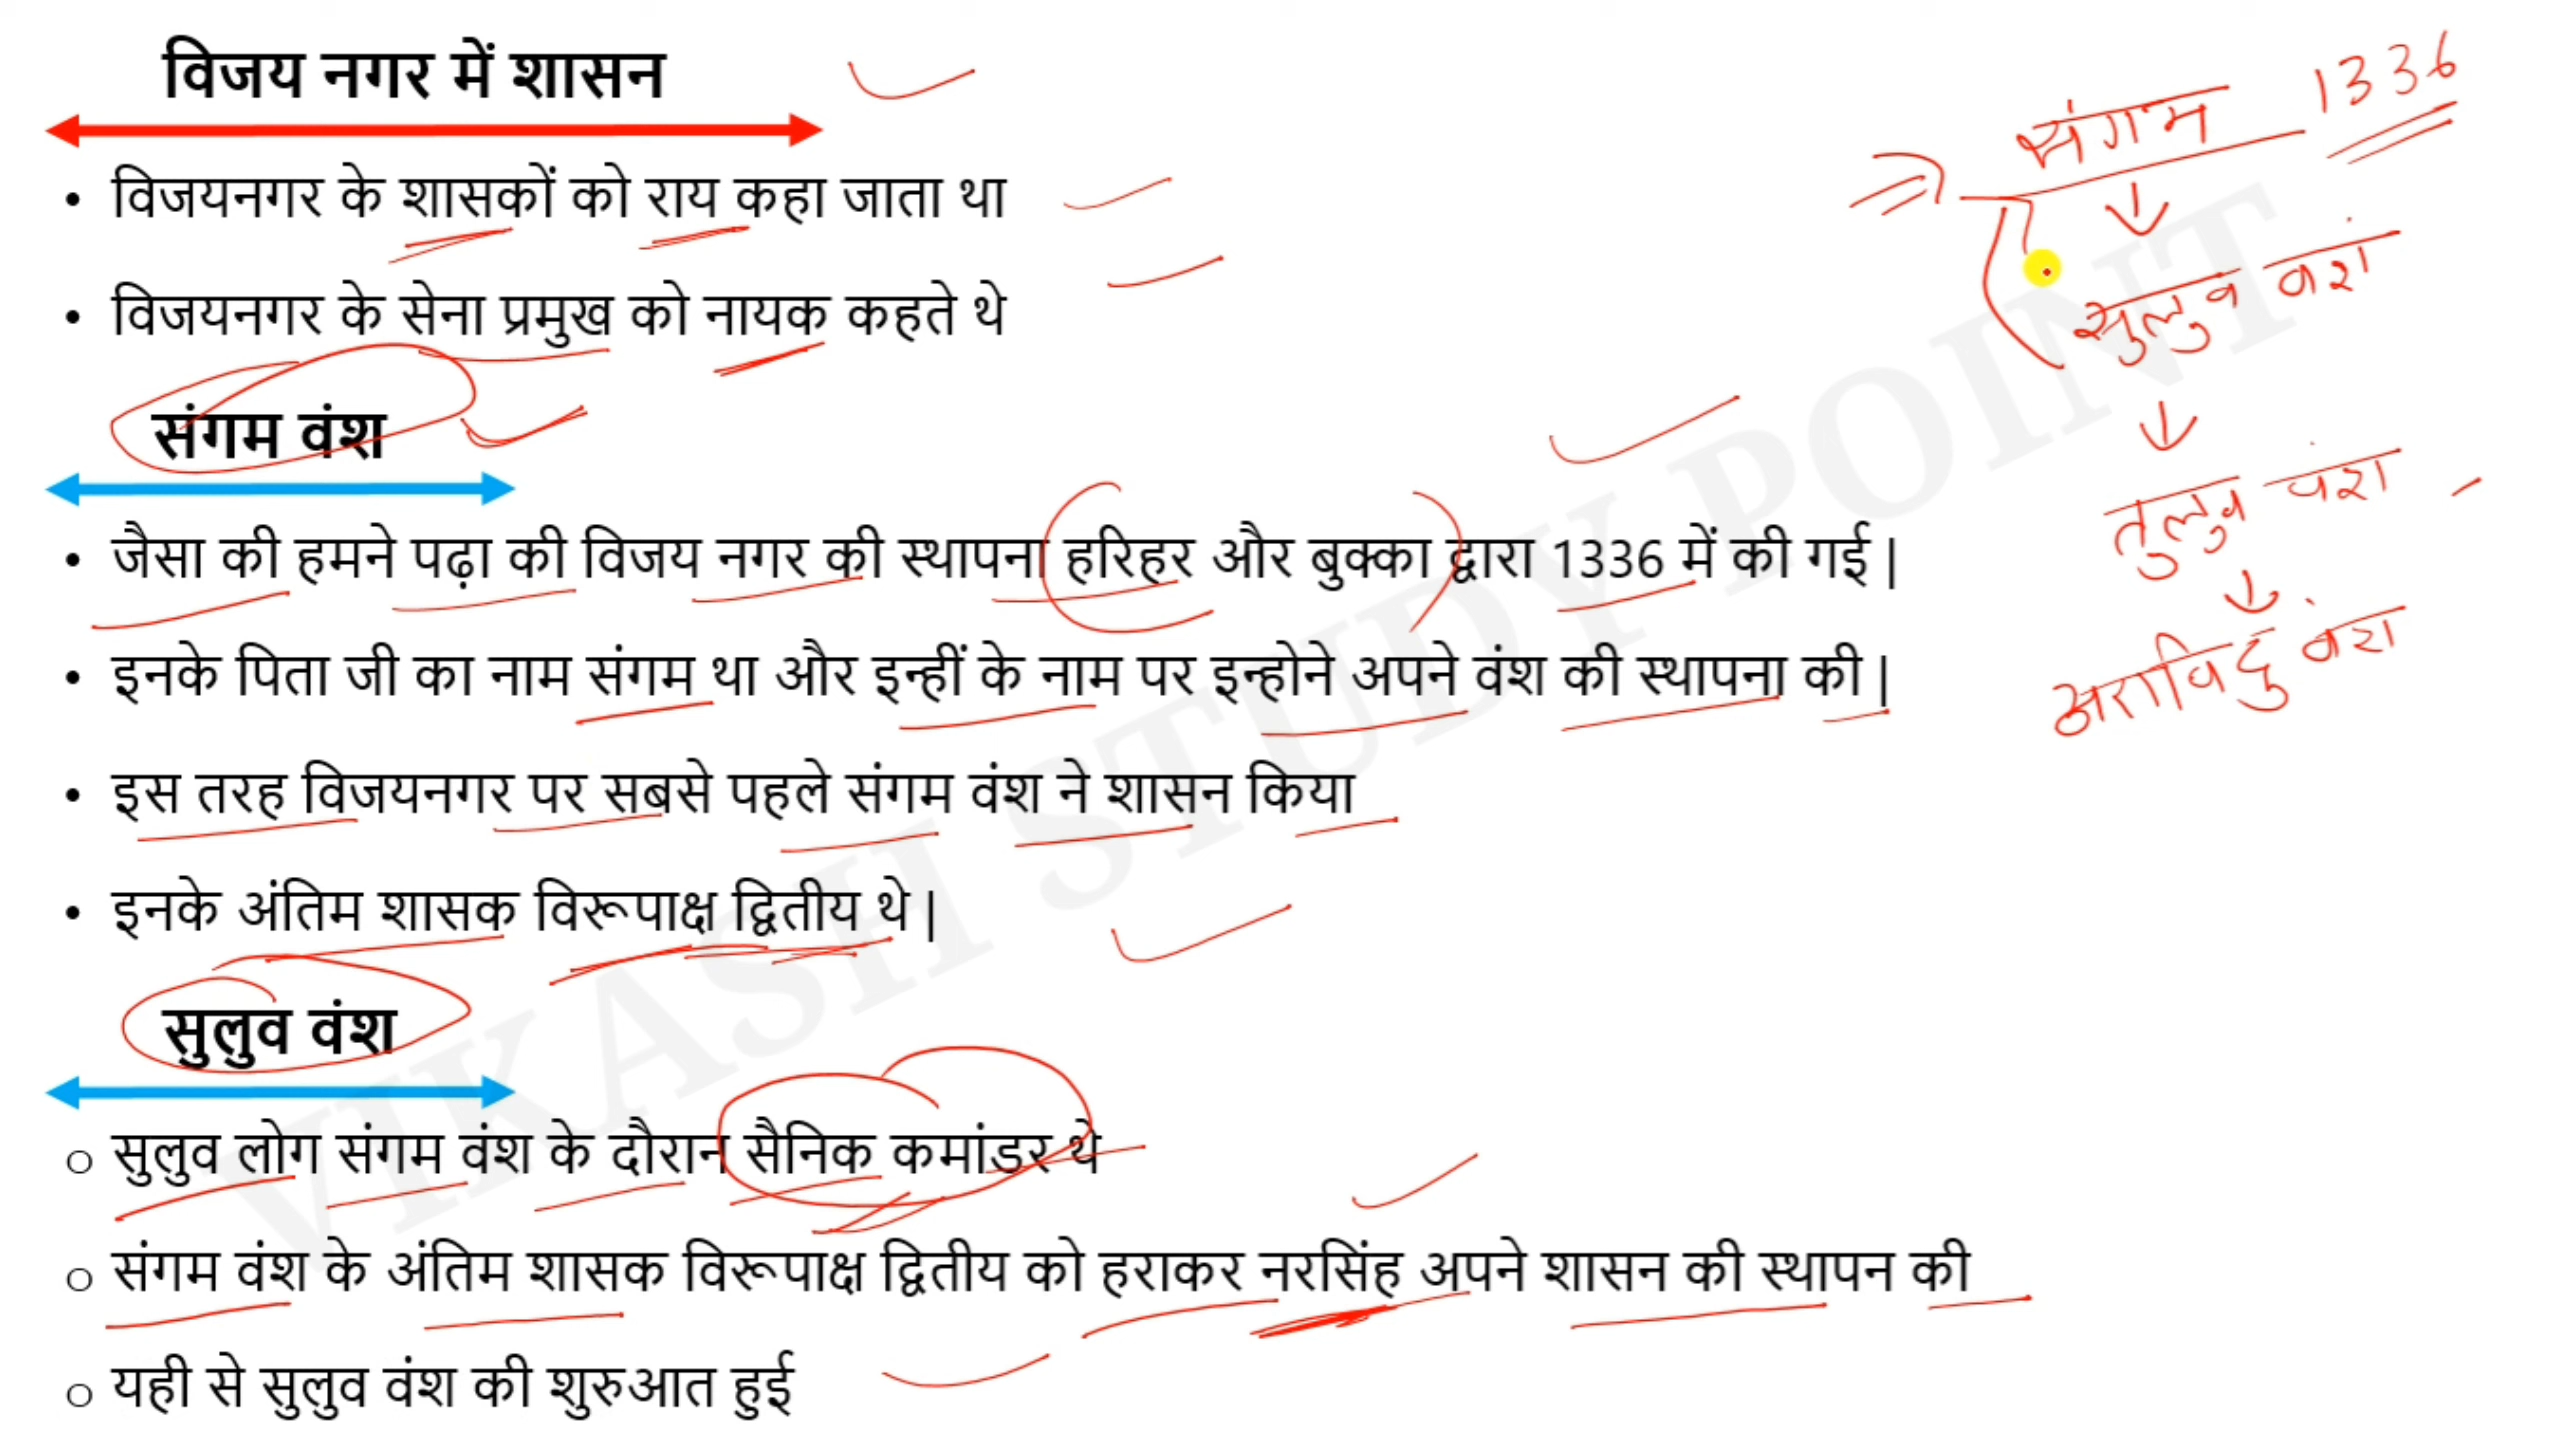 विजय नगर में शासन
• विजयनगर के शासकों को राय कहा जाता था
• विजयनगर के सेना प्रमुख को नायक कहते थे
संगम वंश
• जैसा की हमने पढ़ा की विजय नगर की स्थापना हरिहर और बुक्का द्वारा 1336 में की गई |
• इनके पिता जी का नाम संगम था और इन्हीं के नाम पर इन्होने अपने वंश की स्थापना की |
• इस तरह विजयनगर पर सबसे पहले संगम वंश ने शासन किया
• इनके अंतिम शासक विरूपाक्ष द्वितीय थे |
सुलुव वंश
○ सुलुव लोग संगम वंश के दौरान सैनिक कमांडर थे
○ संगम वंश के अंतिम शासक विरूपाक्ष द्वितीय को हराकर नरसिंह अपने शासन की स्थापन की
○ यही से सुलुव वंश की शुरुआत हुई
संगम 1336
सुलुव वंश
तुलुव वंश
अराविदु वंश
VIKASH STUDY POINT